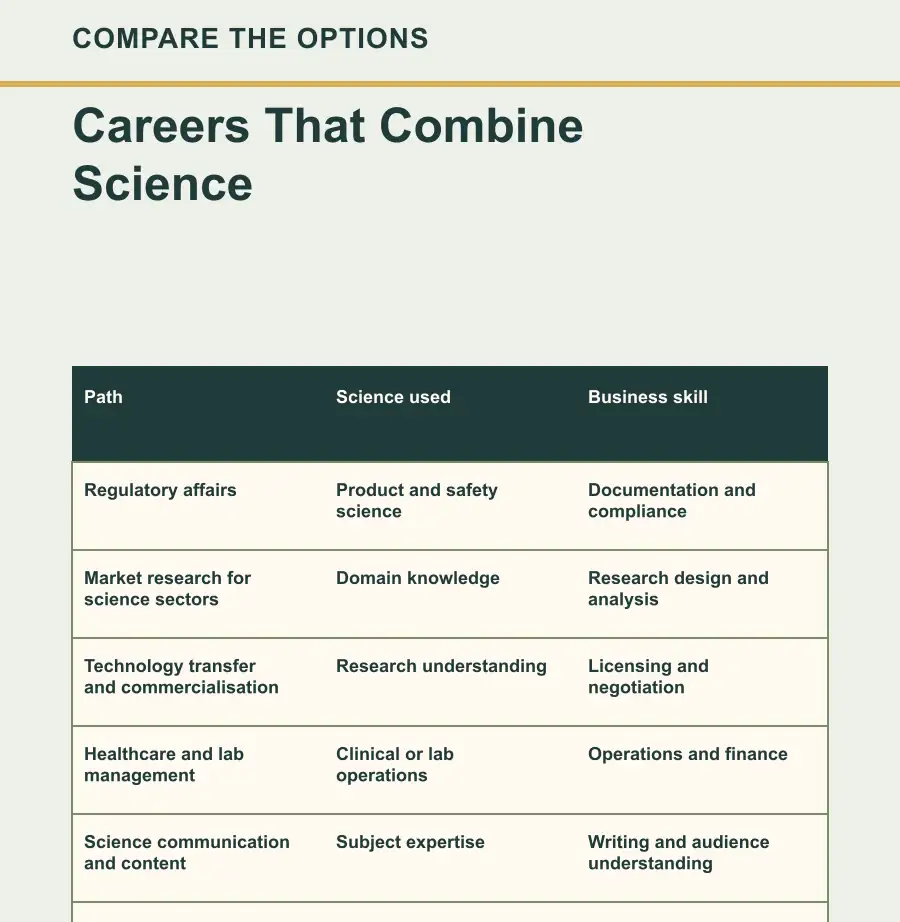 COMPARE THE OPTIONS
Careers That Combine
Science
Path
Science used
Business skill
Regulatory affairs
Product and safety
science
Documentation and
compliance
Market research for
science sectors
Domain knowledge
Research design and
analysis
Technology transfer
and commercialisation
Research understanding
Licensing and
negotiation
Healthcare and lab
management
Clinical or lab
operations
Operations and finance
Science communication
and content
Subject expertise
Writing and audience
understanding